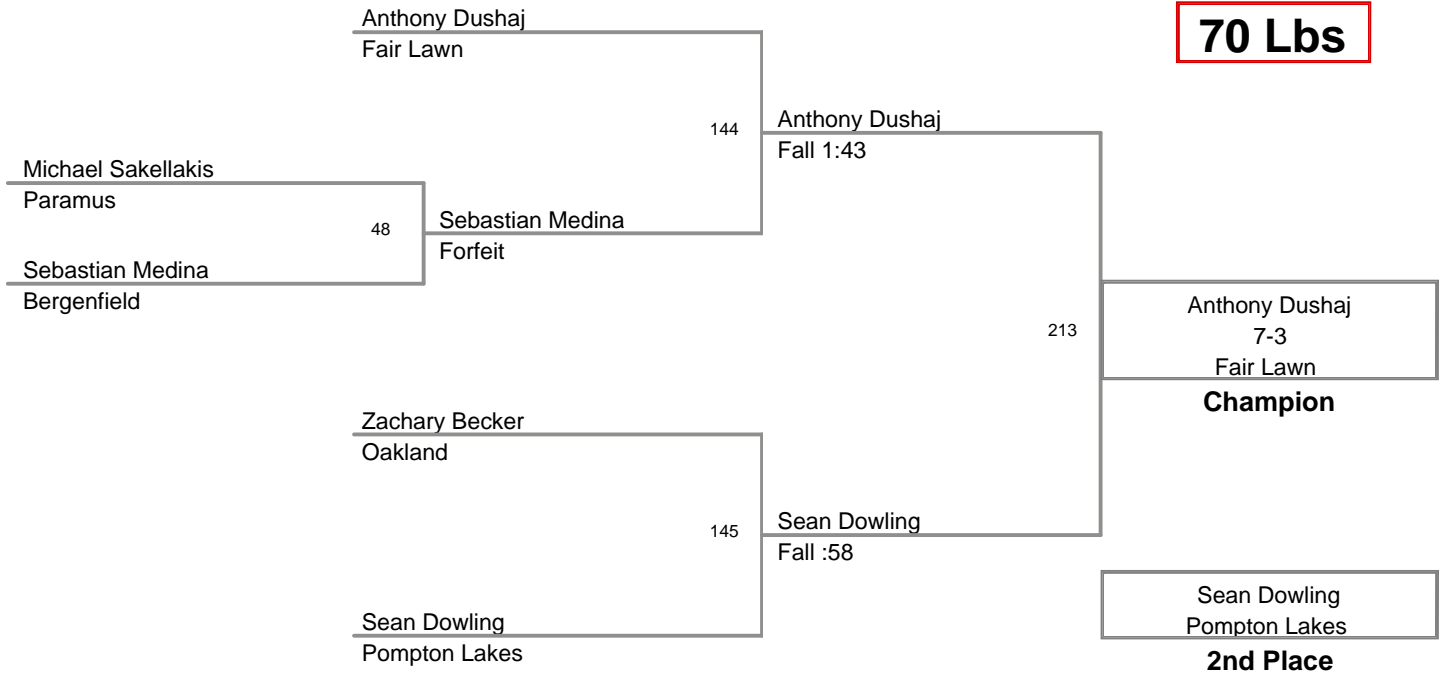 Anthony Dushaj
Fair Lawn
70 Lbs
144
Anthony Dushaj
Fall 1:43
Michael Sakellakis
Paramus
48
Sebastian Medina
Forfeit
Sebastian Medina
Bergenfield
213
Anthony Dushaj
7-3
Fair Lawn
Champion
Zachary Becker
Oakland
145
Sean Dowling
Fall :58
Sean Dowling
Pompton Lakes
Sean Dowling
Pompton Lakes
2nd Place